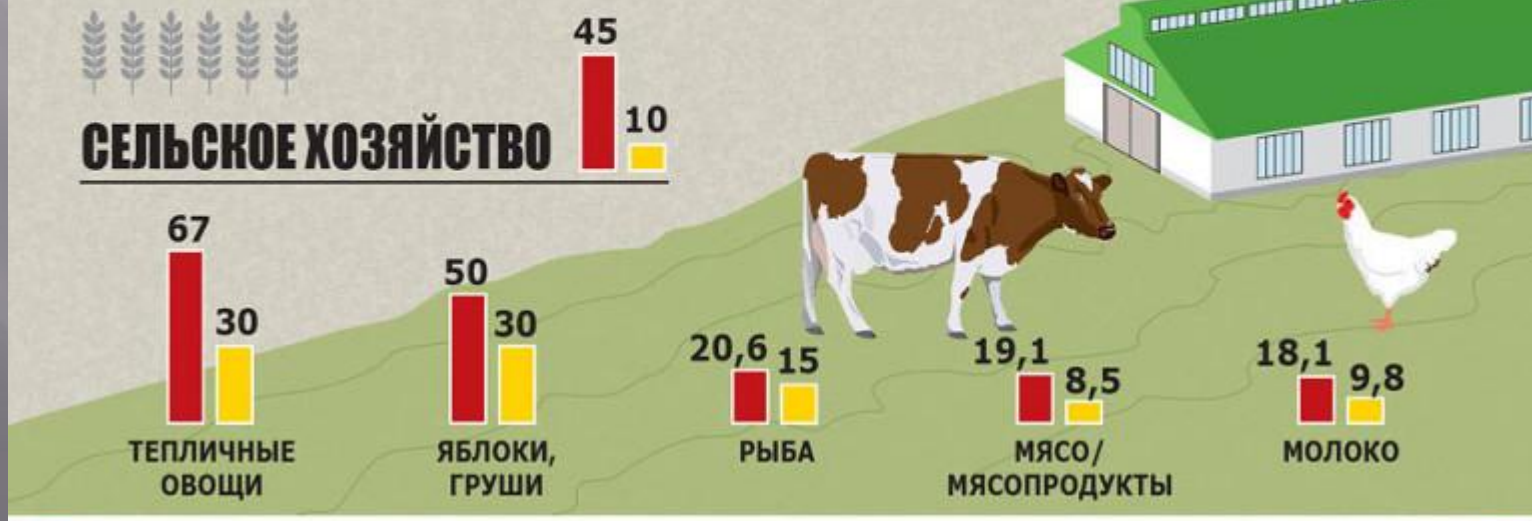 45
10
СЕЛЬСКОЕ ХОЗЯЙСТВО
67
30
ТЕПЛИЧНЫЕ
ОВОЩИ
50
30
ЯБЛОКИ,
ГРУШИ
20,6
15
РЫБА
19,1
8,5
МЯСО/
МЯСОПРОДУКТЫ
18,1
9,8
МОЛОКО